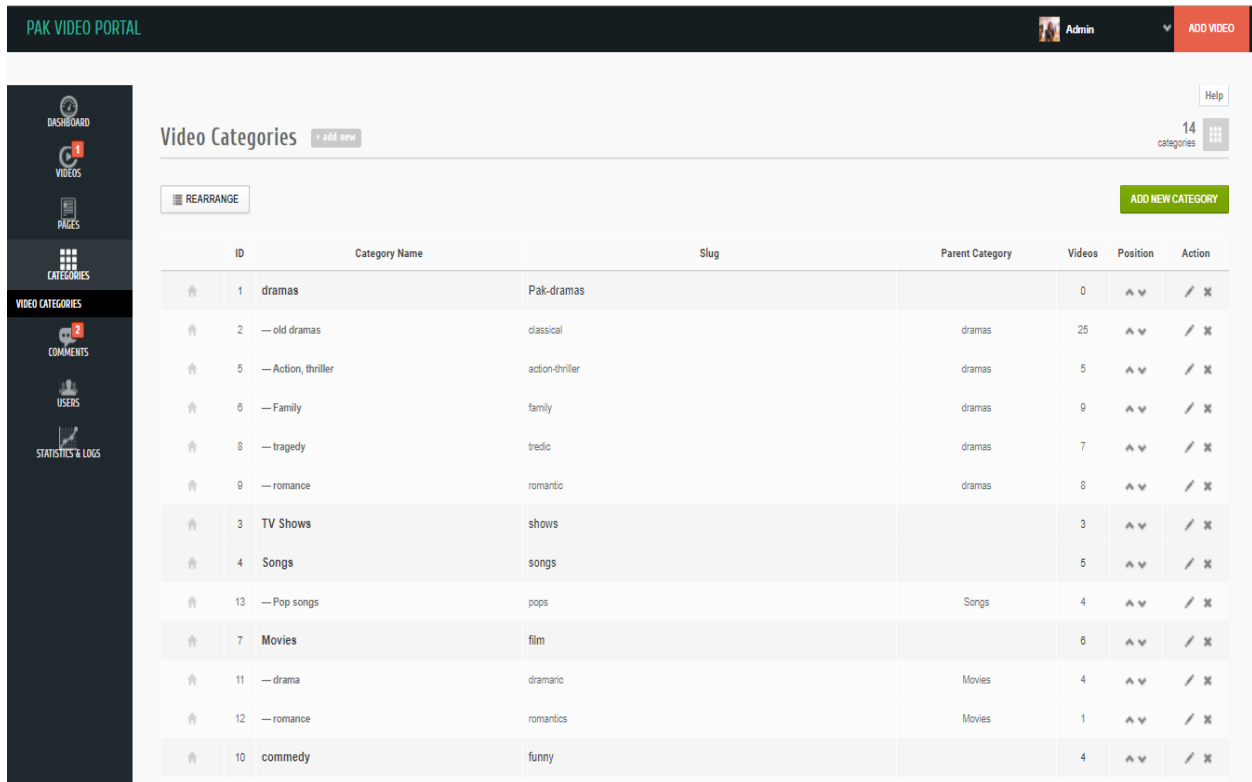 PAK VIDEO PORTAL
Admin
ADD VIDEO
Help
DASHBOARD
1
VIDEOS
PAGES
CATEGORIES
VIDEO CATEGORIES
2
COMMENTS
USERS
STATISTICS & LOGS
Video Categories + add new
14
categories
REARRANGE
ADD NEW CATEGORY
ID Category Name Slug Parent Category Videos Position Action
1 dramas Pak-dramas 0
2 — old dramas classical dramas 25
5 — Action, thriller action-thriller dramas 5
6 — Family family dramas 9
8 — tragedy tredic dramas 7
9 — romance romantic dramas 8
3 TV Shows shows 3
4 Songs songs 5
13 — Pop songs pops Songs 4
7 Movies film 6
11 — drama dramaric Movies 4
12 — romance romantics Movies 1
10 commedy funny 4